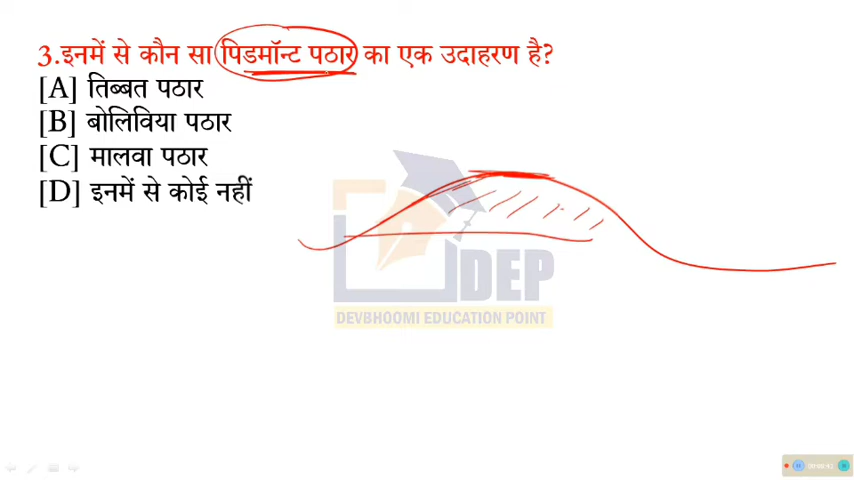 3.इनमें से कौन सा पिडमॉन्ट पठार का एक उदाहरण है?
[A] तिब्बत पठार
[B] बोलिविया पठार
[C] मालवा पठार
[D] इनमें से कोई नहीं
DEP
DEVBHOOMI EDUCATION POINT